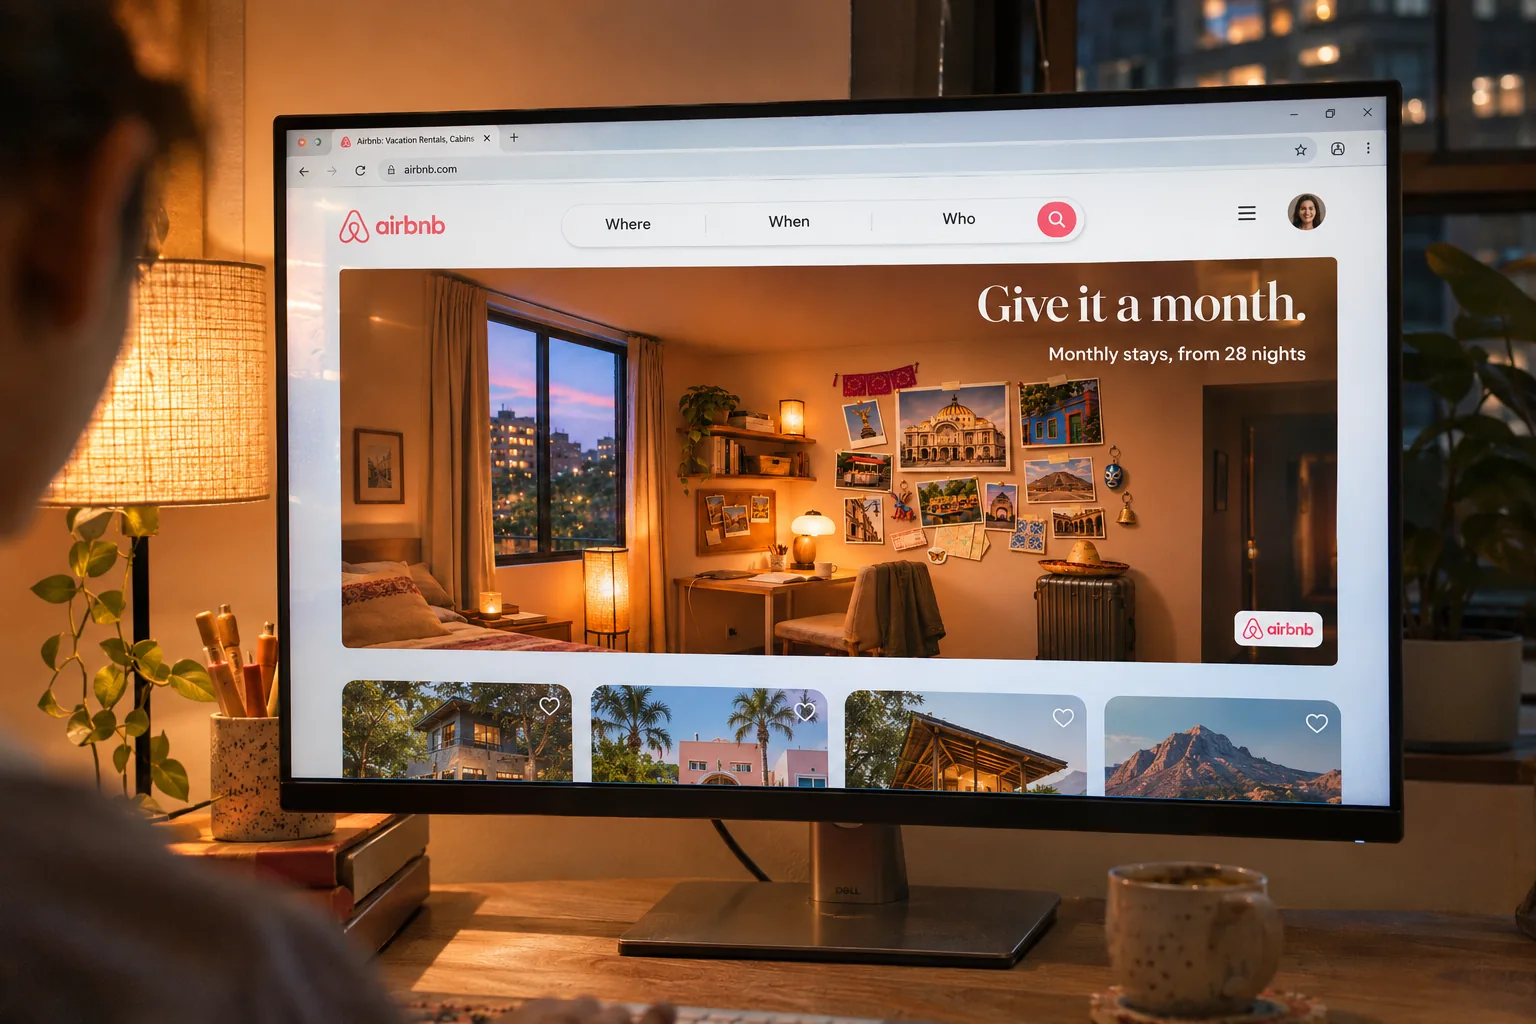 Airbnb: Vacation Rentals, Cabins
airbnb.com
airbnb
Where
When
Who
Give it a month.
Monthly stays, from 28 nights
airbnb
DELL